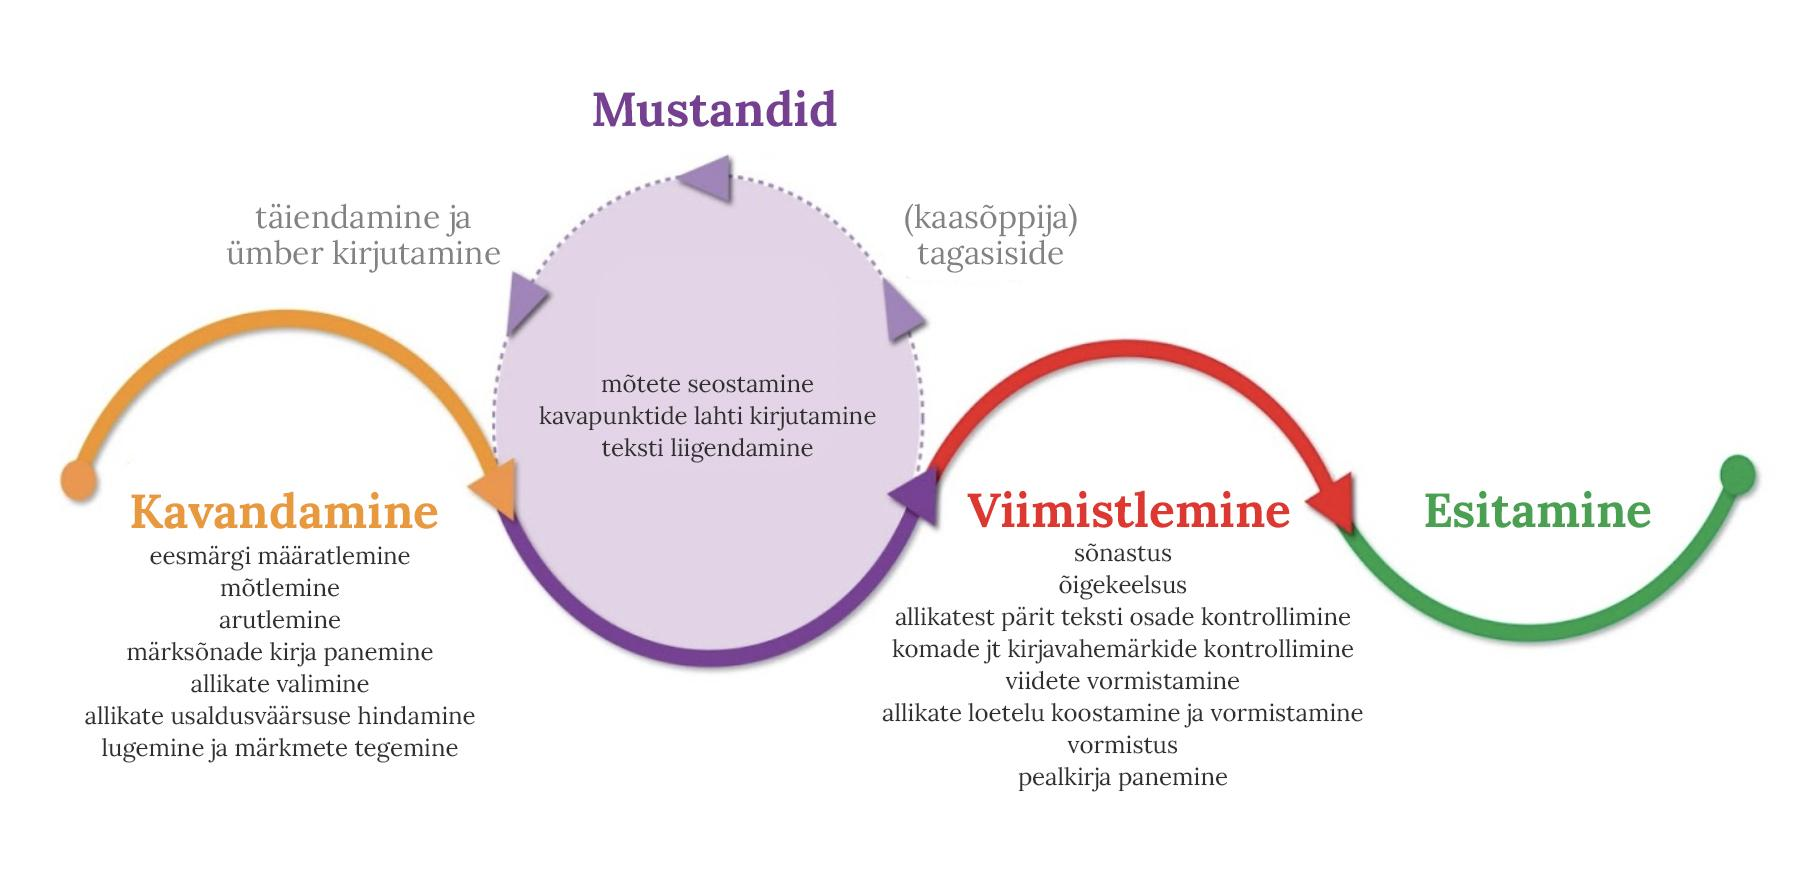 Mustandid
täiendamine ja
ümber kirjutamine
(kaasõppija)
tagasiside
mõtete seostamine
kavapunktide lahti kirjutamine
teksti liigendamine
Kavandamine
eesmärgi määratlemine
mõtlemine
arutlemine
märksõnade kirja panemine
allikate valimine
allikate usaldusväärsuse hindamine
lugemine ja märkmete tegemine
Viimistlemine
sõnastus
õigekeelsus
allikatest pärit teksti osade kontrollimine
komade jt kirjavahemärkide kontrollimine
viidete vormistamine
allikate loetelu koostamine ja vormistamine
vormistus
pealkirja panemine
Esitamine